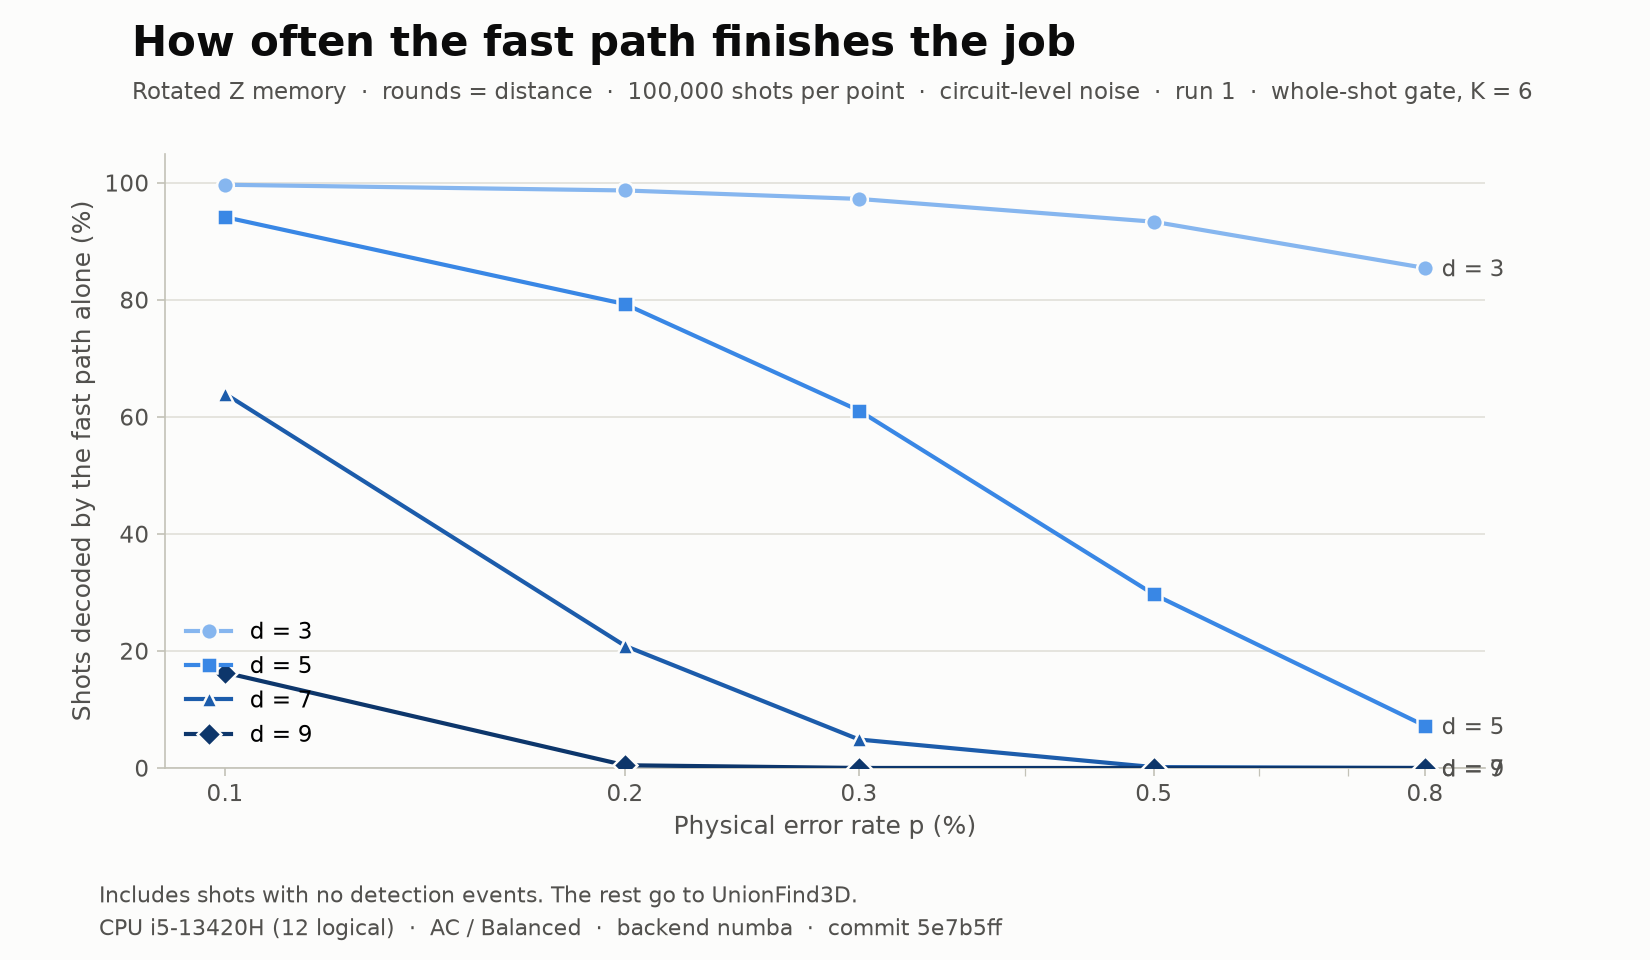 How often the fast path finishes the job
Rotated Z memory · rounds = distance · 100,000 shots per point · circuit-level noise · run 1 · whole-shot gate, K = 6
Shots decoded by the fast path alone (%)
100
80
60
40
20
0
d = 3
d = 5
d = 7
d = 9
d = 3
d = 5
d = 7
d = 9
0.1
0.2
0.3
0.5
0.8
Physical error rate p (%)
Includes shots with no detection events. The rest go to UnionFind3D.
CPU i5-13420H (12 logical) · AC / Balanced · backend numba · commit 5e7b5ff